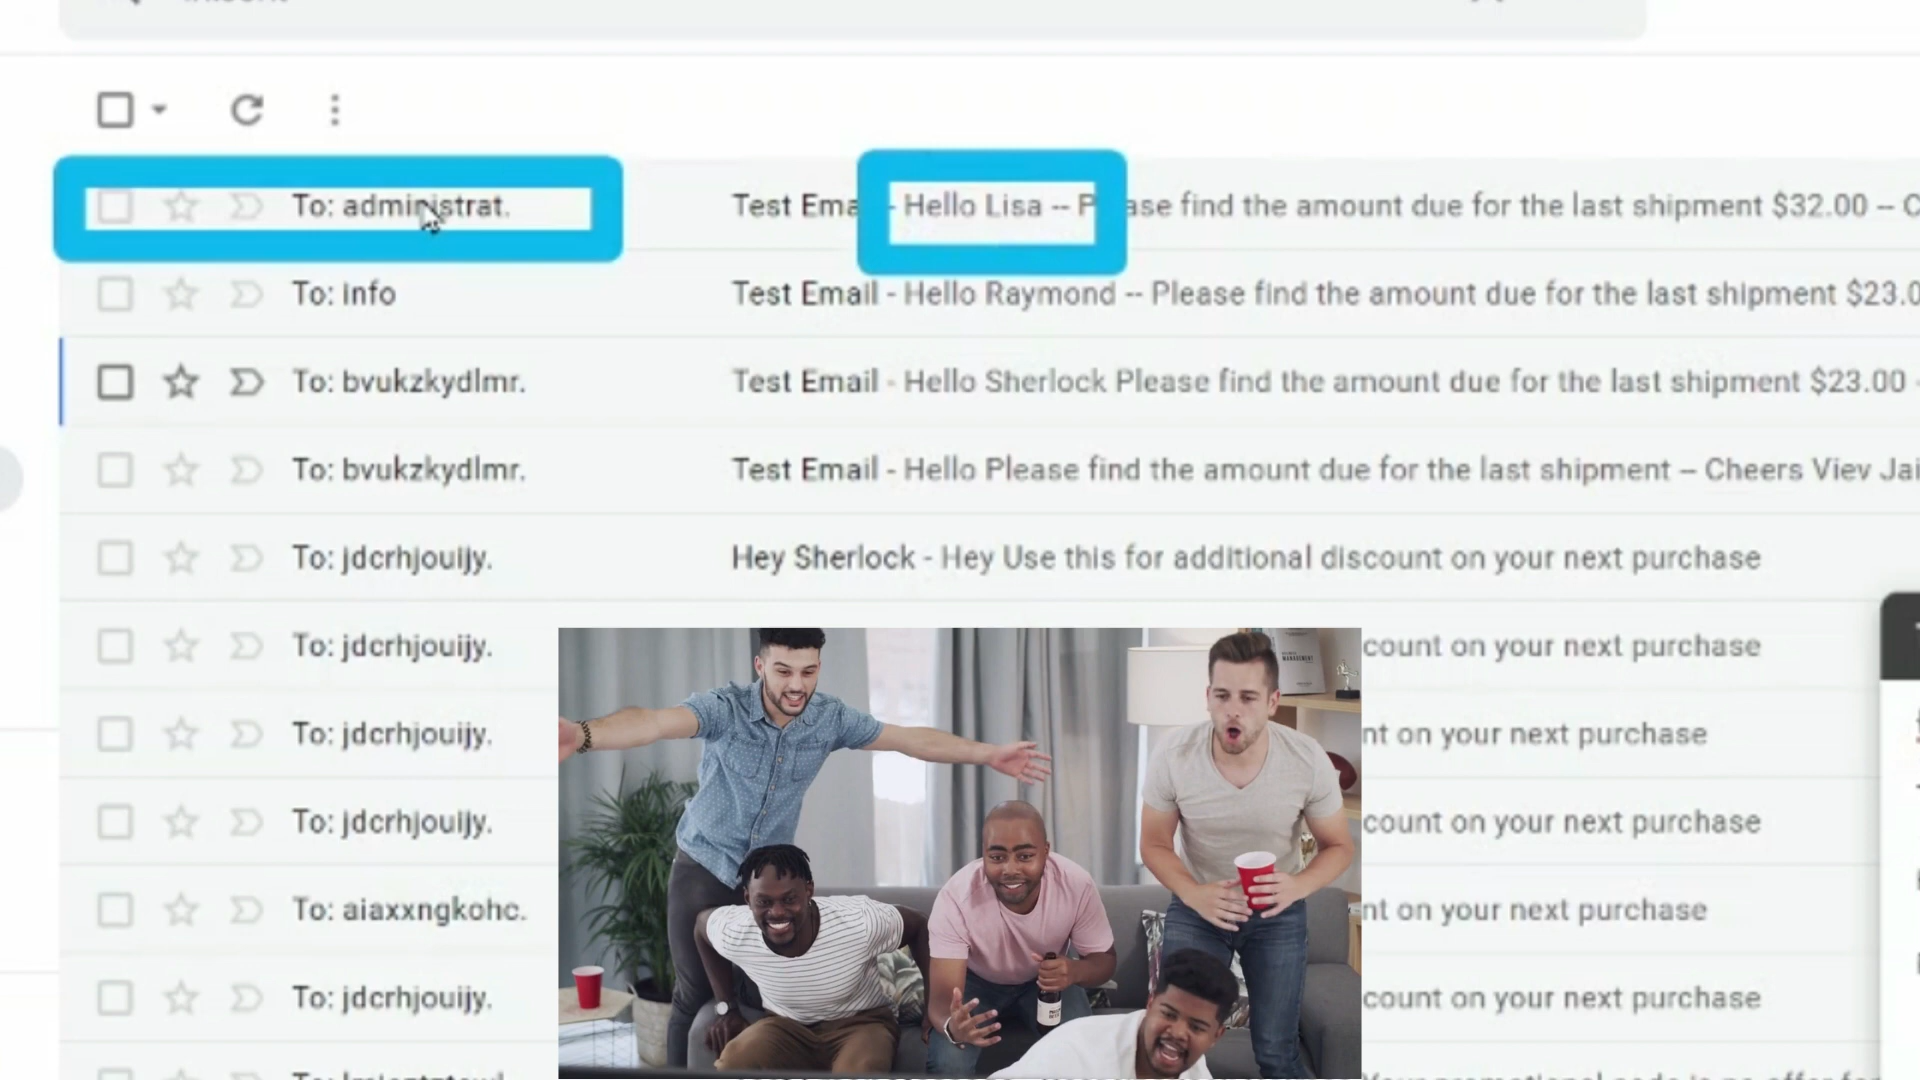 To: administrat. Test Ema - Hello Lisa -- P ase find the amount due for the last shipment $32.00 -- C
To: info Test Email - Hello Raymond -- Please find the amount due for the last shipment $23.0
To: bvukzkydlmr. Test Email - Hello Sherlock Please find the amount due for the last shipment $23.00 -
To: bvukzkydlmr. Test Email - Hello Please find the amount due for the last shipment -- Cheers Viev Jai
To: jdcrhjouijy. Hey Sherlock - Hey Use this for additional discount on your next purchase
To: jdcrhjouijy. count on your next purchase
To: jdcrhjouijy. nt on your next purchase
To: jdcrhjouijy. count on your next purchase
To: aiaxxngkohc. nt on your next purchase
To: jdcrhjouijy. count on your next purchase
MANAGEMENT